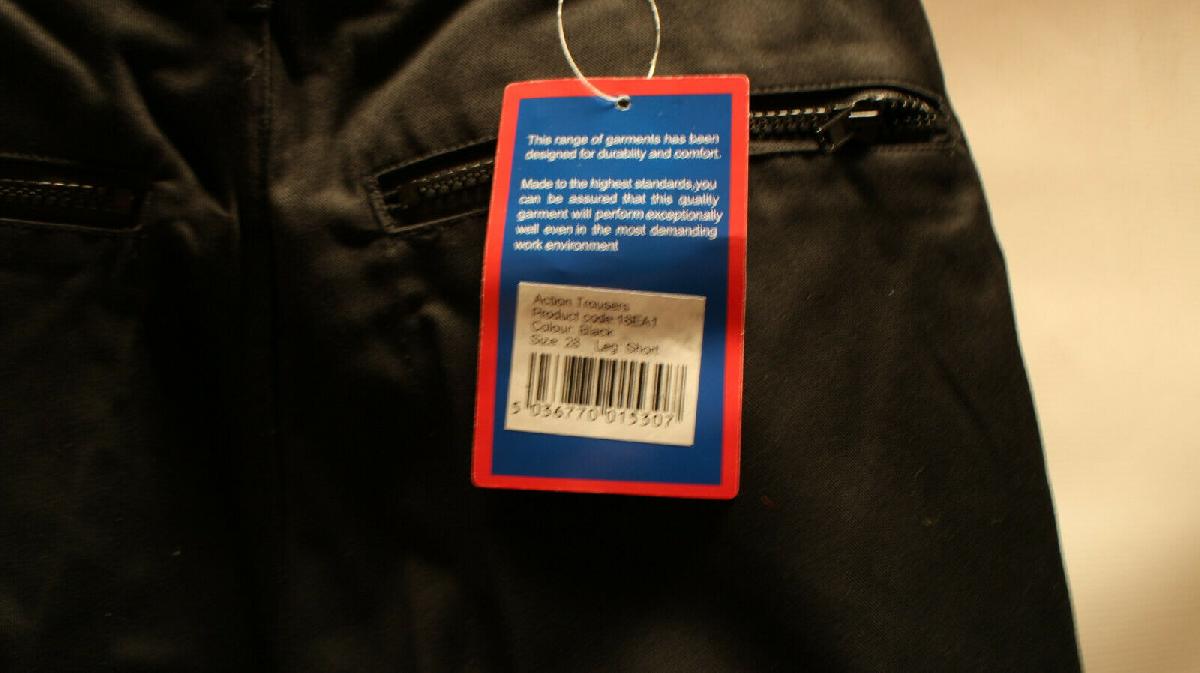 This range of garments has been
designed for durablity and comfort.
Made to the highest standards,you
can be assured that this quality
garment will perform exceptionally
well even in the most demanding
work environment
Action Trousers
Product code 18EA1
Colour: Black
Size: 28 Leg: Short
5 036770 015307